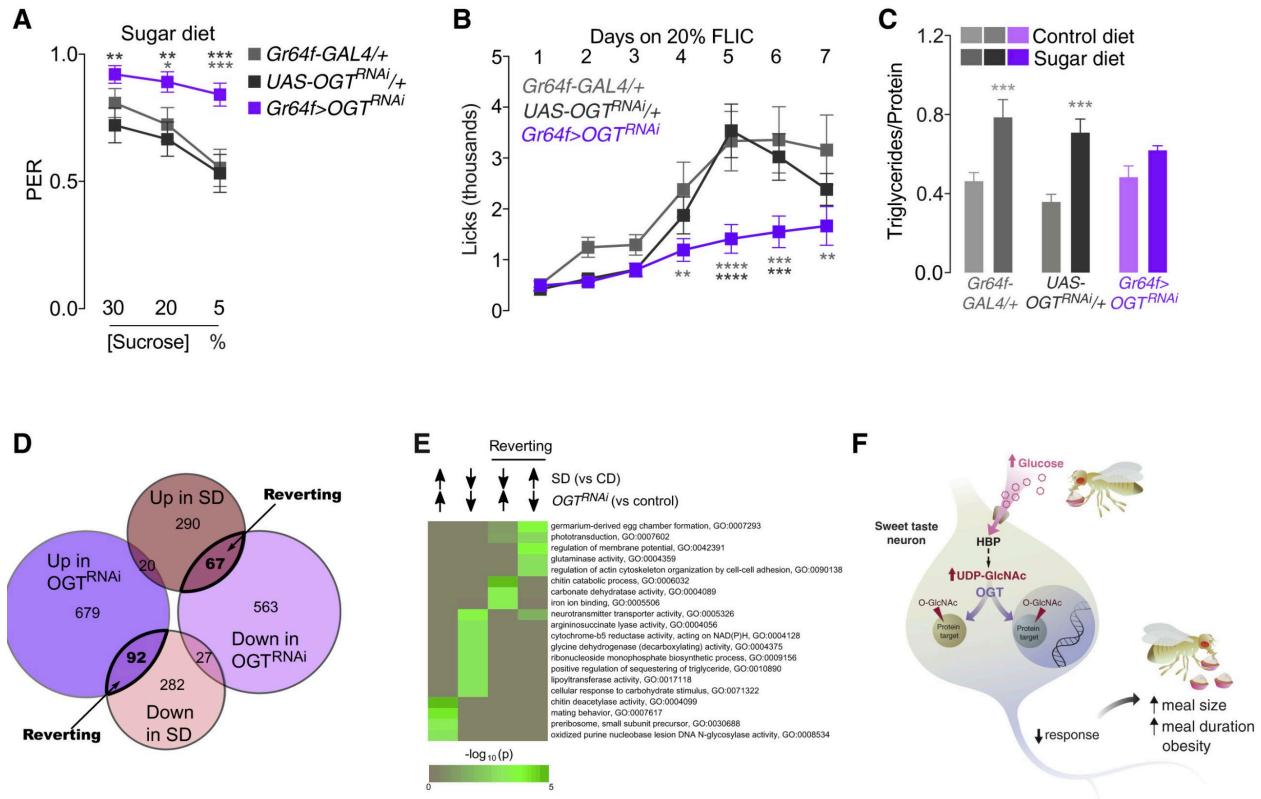 A
Sugar diet
1.0
0.5
0.0
PER
**
**
*
***
***
Gr64f-GAL4/+
UAS-OGTRNAi/+
Gr64f>OGTRNAi
30 20 5
[Sucrose] %
B
Days on 20% FLIC
1 2 3 4 5 6 7
5
4
3
2
1
0
Licks (thousands)
Gr64f-GAL4/+
UAS-OGTRNAi/+
Gr64f>OGTRNAi
**
****
****
***
***
**
C
1.2
0.8
0.4
0.0
Triglycerides/Protein
Control diet
Sugar diet
***
***
Gr64f-
GAL4/+
UAS-
OGTRNAi/+
Gr64f>
OGTRNAi
D
Up in SD
290
Reverting
20
67
Up in
OGTRNAi
679
563
Down in
OGTRNAi
92
27
282
Down
in SD
Reverting
E
Reverting
SD (vs CD)
OGTRNAi (vs control)
germarium-derived egg chamber formation, GO:0007293
phototransduction, GO:0007602
regulation of membrane potential, GO:0042391
glutaminase activity, GO:0004359
regulation of actin cytoskeleton organization by cell-cell adhesion, GO:0090138
chitin catabolic process, GO:0006032
carbonate dehydratase activity, GO:0004089
iron ion binding, GO:0005506
neurotransmitter transporter activity, GO:0005326
argininosuccinate lyase activity, GO:0004056
cytochrome-b5 reductase activity, acting on NAD(P)H, GO:0004128
glycine dehydrogenase (decarboxylating) activity, GO:0004375
ribonucleoside monophosphate biosynthetic process, GO:0009156
positive regulation of sequestering of triglyceride, GO:0010890
lipoyltransferase activity, GO:0017118
cellular response to carbohydrate stimulus, GO:0071322
chitin deacetylase activity, GO:0004099
mating behavior, GO:0007617
preribosome, small subunit precursor, GO:0030688
oxidized purine nucleobase lesion DNA N-glycosylase activity, GO:0008534
-log10(p)
0 5
F
Glucose
Sweet taste
neuron
HBP
UDP-GlcNAc
OGT
O-GlcNAc
O-GlcNAc
Protein
target
Protein
target
response
meal size
meal duration
obesity